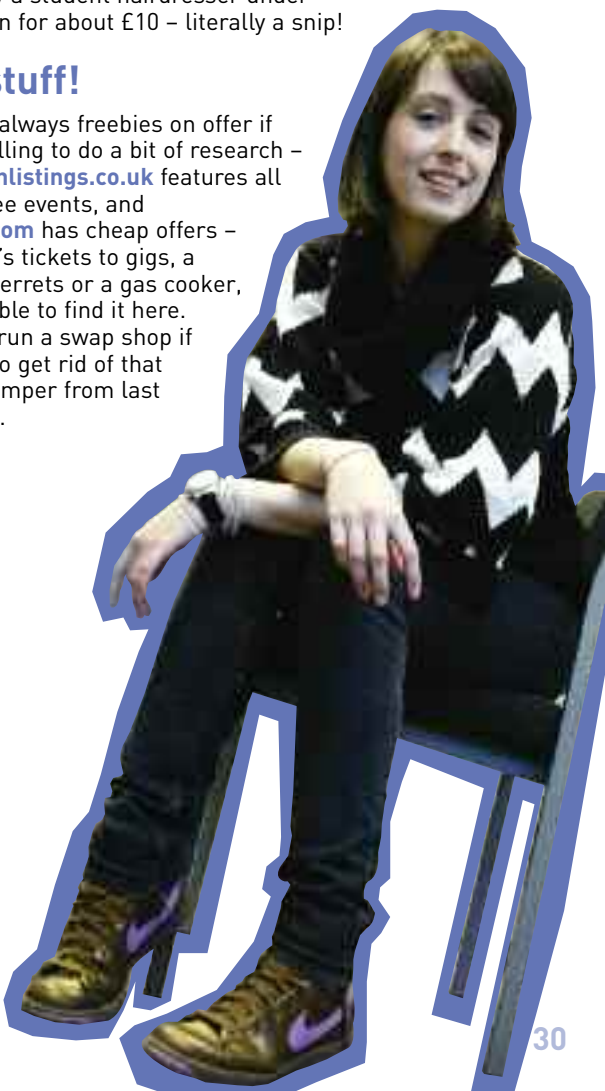 a student hairdresser under
n for about £10 – literally a snip!
stuff!
always freebies on offer if
lling to do a bit of research –
nlistings.co.uk features all
ee events, and
om has cheap offers –
’s tickets to gigs, a
errets or a gas cooker,
ble to find it here.
run a swap shop if
o get rid of that
mper from last
.
30